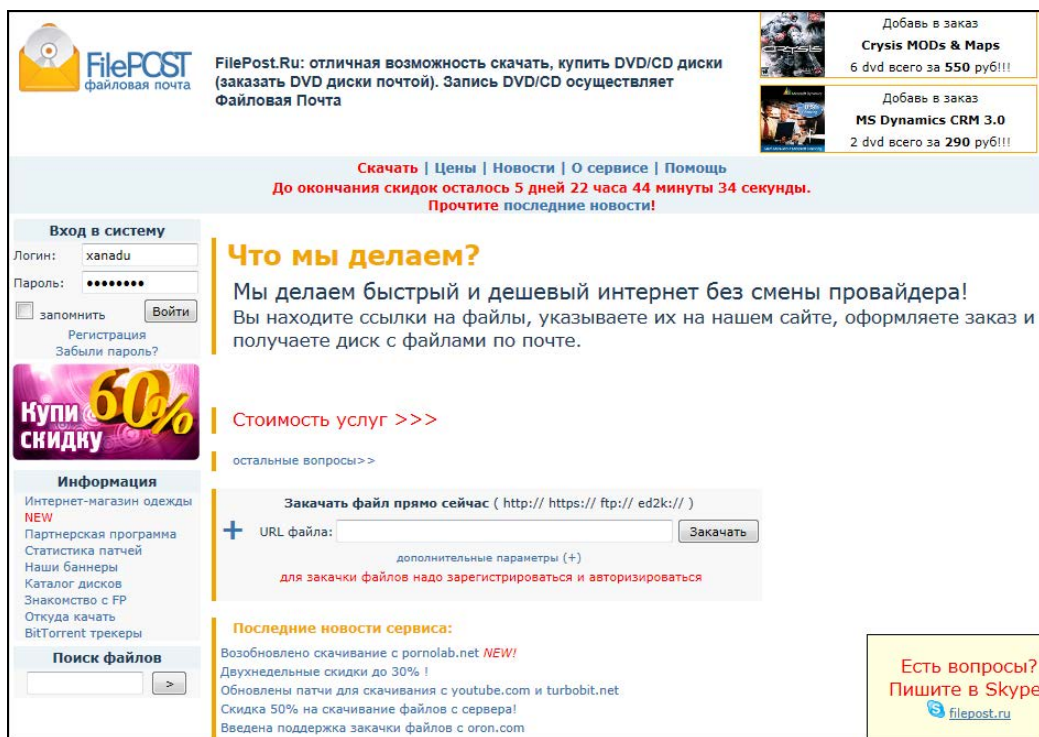 FilePOST
файловая почта
FilePost.Ru: отличная возможность скачать, купить DVD/CD диски
(заказать DVD диски почтой). Запись DVD/CD осуществляет
Файловая Почта
CRYSIS
Добавь в заказ
Crysis MODs & Maps
6 dvd всего за 550 руб!!!
Добавь в заказ
MS Dynamics CRM 3.0
2 dvd всего за 290 руб!!!
Скачать | Цены | Новости | О сервисе | Помощь
До окончания скидок осталось 5 дней 22 часа 44 минуты 34 секунды.
Прочтите последние новости!
Вход в систему
Логин: xanadu
Пароль: ••••••••
запомнить Войти
Регистрация
Забыли пароль?
Купи 60%
скидку
Информация
Интернет-магазин одежды
NEW
Партнерская программа
Статистика патчей
Наши баннеры
Каталог дисков
Знакомство с FP
Откуда качать
BitTorrent трекеры
Поиск файлов
>
Что мы делаем?
Мы делаем быстрый и дешевый интернет без смены провайдера!
Вы находите ссылки на файлы, указываете их на нашем сайте, оформляете заказ и
получаете диск с файлами по почте.
Стоимость услуг >>>
остальные вопросы>>
Закачать файл прямо сейчас ( http:// https:// ftp:// ed2k:// )
+ URL файла: Закачать
дополнительные параметры (+)
для закачки файлов надо зарегистрироваться и авторизироваться
Последние новости сервиса:
Возобновлено скачивание с pornolab.net NEW!
Двухнедельные скидки до 30% !
Обновлены патчи для скачивания с youtube.com и turbobit.net
Скидка 50% на скачивание файлов с сервера!
Введена поддержка закачки файлов с oron.com
Есть вопросы?
Пишите в Skype
filepost.ru